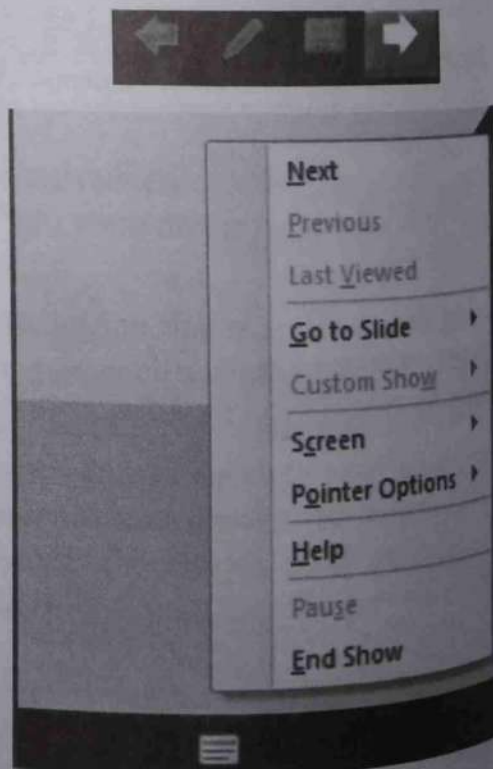 Next
Previous
Last Viewed
Go to Slide
Custom Show
Screen
Pointer Options
Help
Pause
End Show